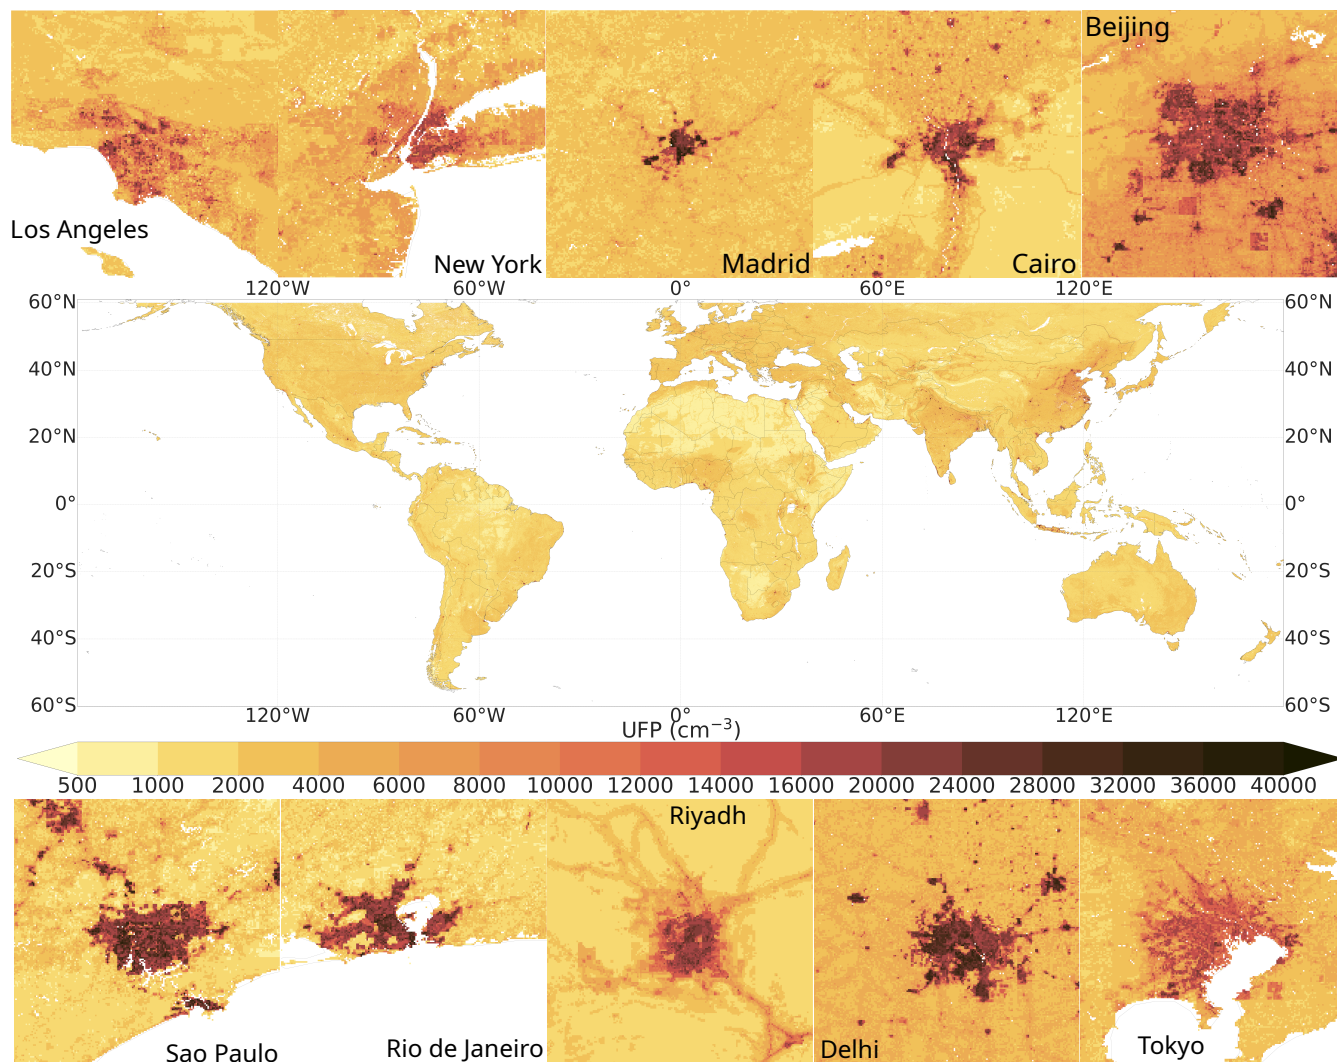 Beijing
Los Angeles
New York
Madrid
Cairo
120°W 60°W 0° 60°E 120°E
60°N 60°N
40°N 40°N
20°N 20°N
0° 0°
20°S 20°S
40°S 40°S
60°S 60°S
120°W 60°W 0° 60°E 120°E
UFP (cm⁻³)
500 1000 2000 4000 6000 8000 10000 12000 14000 16000 20000 24000 28000 32000 36000 40000
Riyadh
Sao Paulo
Rio de Janeiro
Delhi
Tokyo